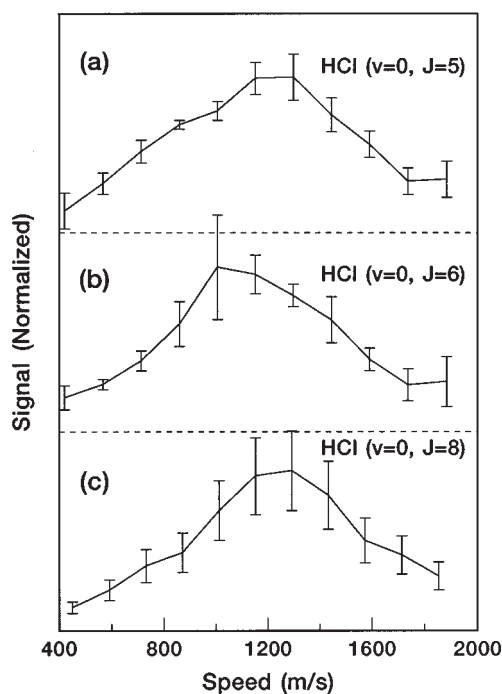 (a)
HCl (v=0, J=5)
(b)
HCl (v=0, J=6)
(c)
HCl (v=0, J=8)
Signal (Normalized)
400 800 1200 1600 2000
Speed (m/s)